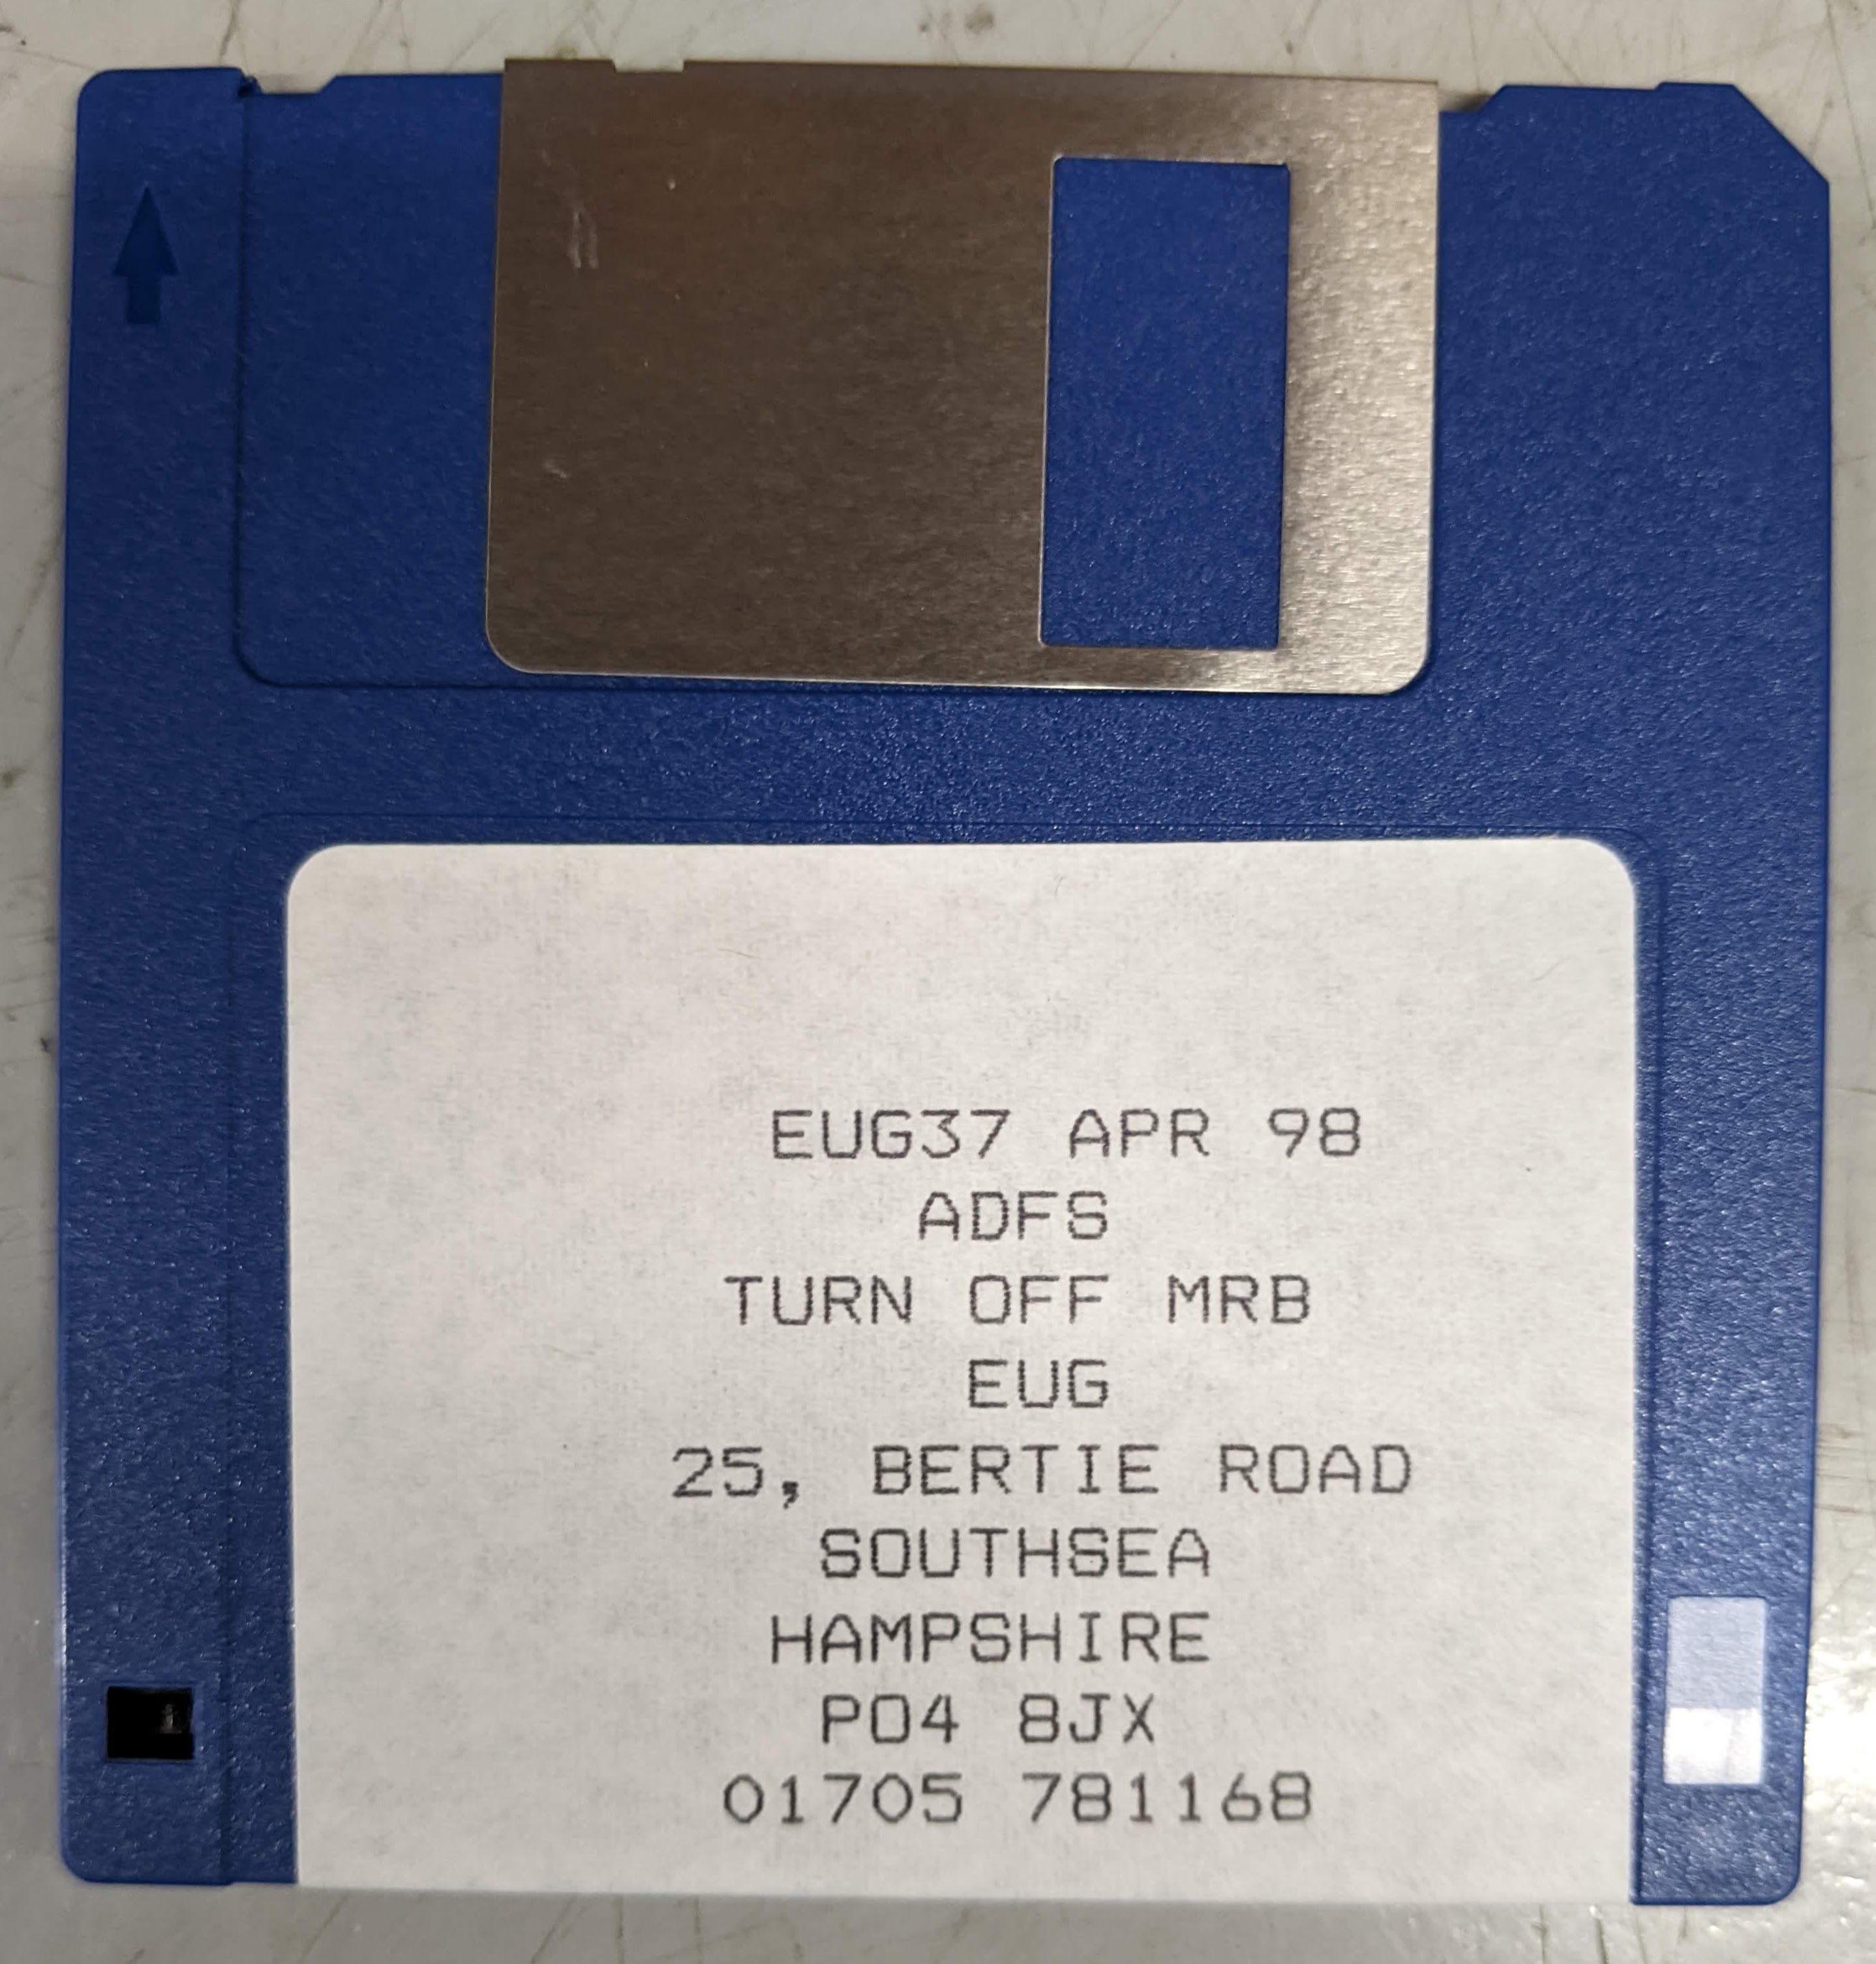 EUG37 APR 98
ADFS
TURN OFF MRB
EUG
25, BERTIE ROAD
SOUTHSEA
HAMPSHIRE
PO4 8JX
01705 781168